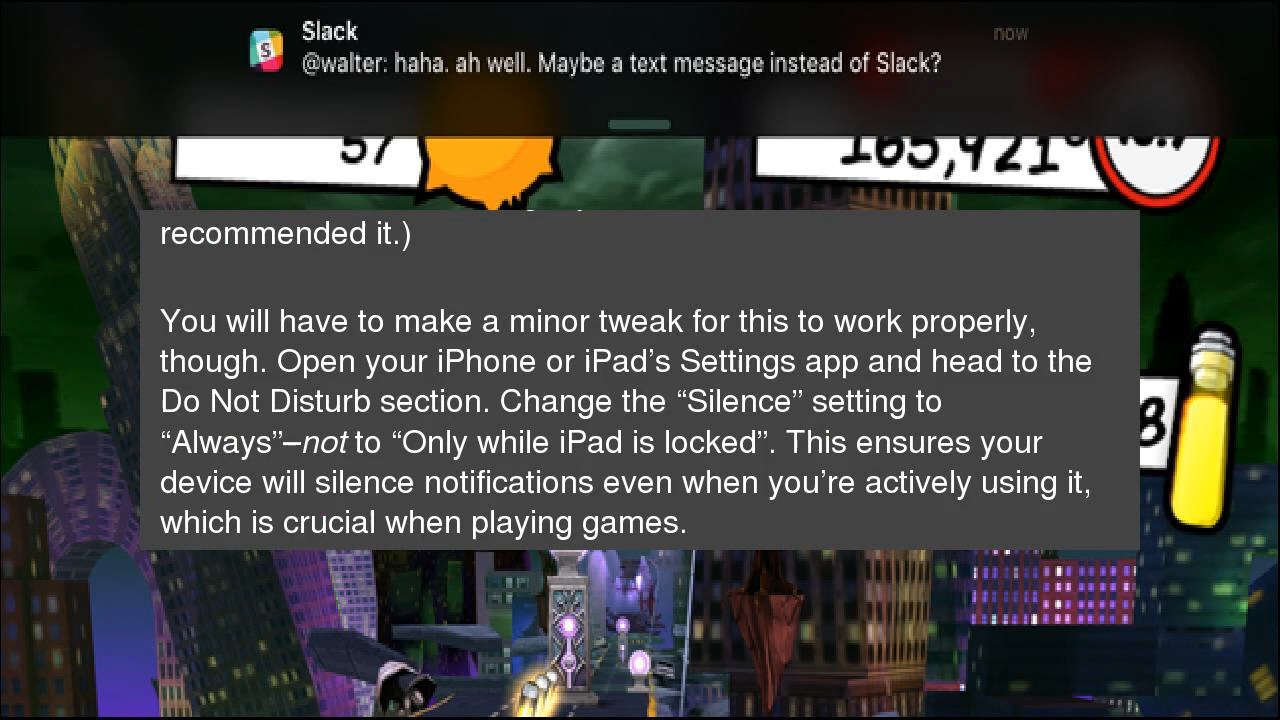 Slack
now
@walter: haha. ah well. Maybe a text message instead of Slack?
57
165,921
recommended it.)
You will have to make a minor tweak for this to work properly,
though. Open your iPhone or iPad’s Settings app and head to the
Do Not Disturb section. Change the “Silence” setting to
“Always”–not to “Only while iPad is locked”. This ensures your
8
device will silence notifications even when you’re actively using it,
which is crucial when playing games.